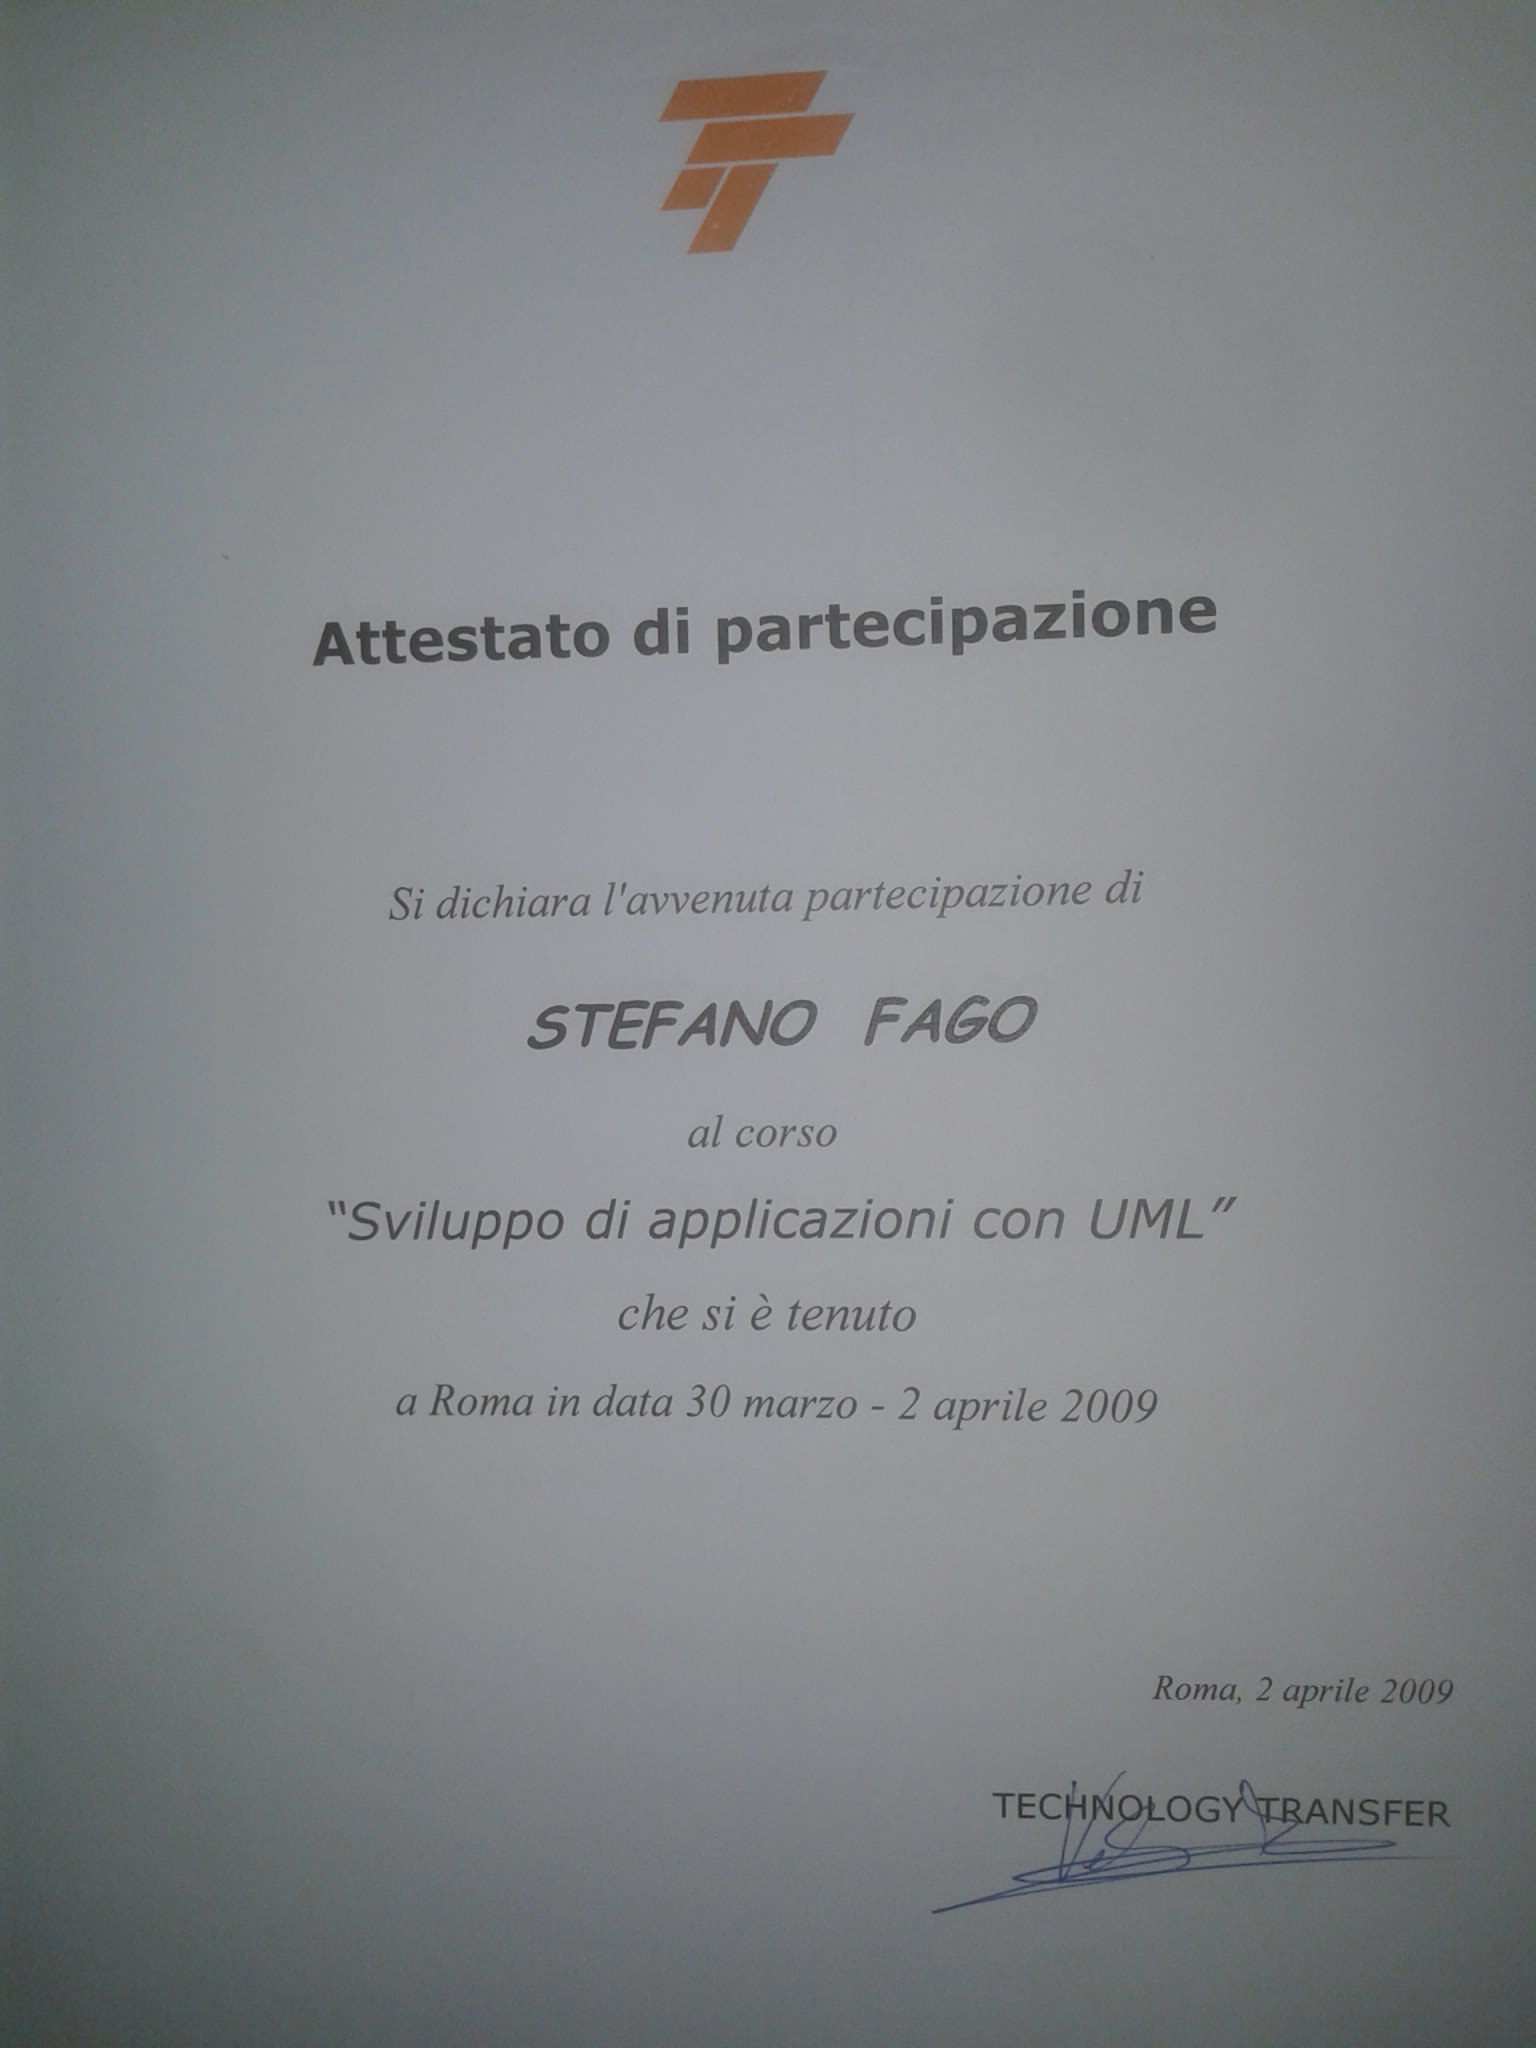 Attestato di partecipazione
Si dichiara l'avvenuta partecipazione di
STEFANO FAGO
al corso
“Sviluppo di applicazioni con UML”
che si è tenuto
a Roma in data 30 marzo - 2 aprile 2009
Roma, 2 aprile 2009
TECHNOLOGY TRANSFER